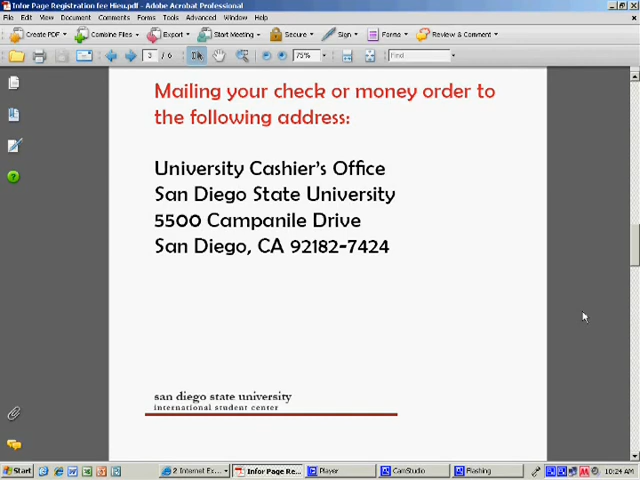 Infor Page Registration fee Hieu.pdf - Adobe Acrobat Professional
File Edit View Document Comments Forms Tools Advanced Window Help
Create PDF Combine Files Export Start Meeting Secure Sign Forms Review & Comment
3 / 6 75% Find
Mailing your check or money order to
the following address:
University Cashier's Office
San Diego State University
5500 Campanile Drive
San Diego, CA 92182-7424
san diego state university
international student center
Start 2 Internet Ex... Infor Page Re... Player CamStudio Flashing 10:24 AM